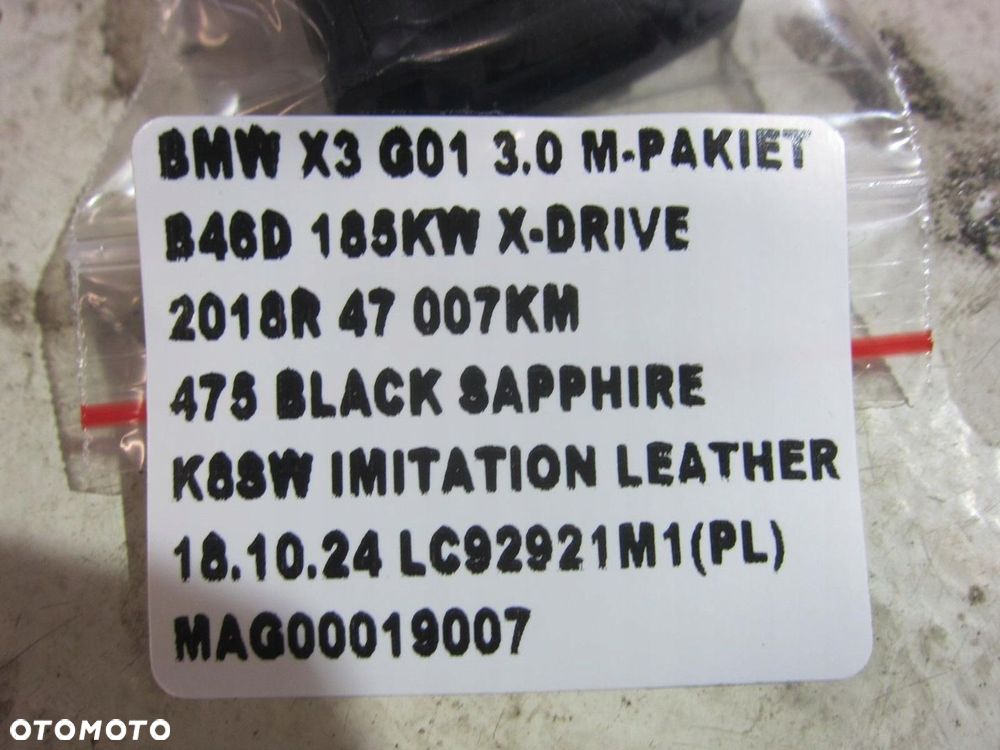 BMW X3 G01 3.0 M-PAKIET
B46D 185KW X-DRIVE
2018R 47 007KM
475 BLACK SAPPHIRE
K8SW IMITATION LEATHER
18.10.24 LC92921M1(PL)
MAG00019007
OTOMOTO